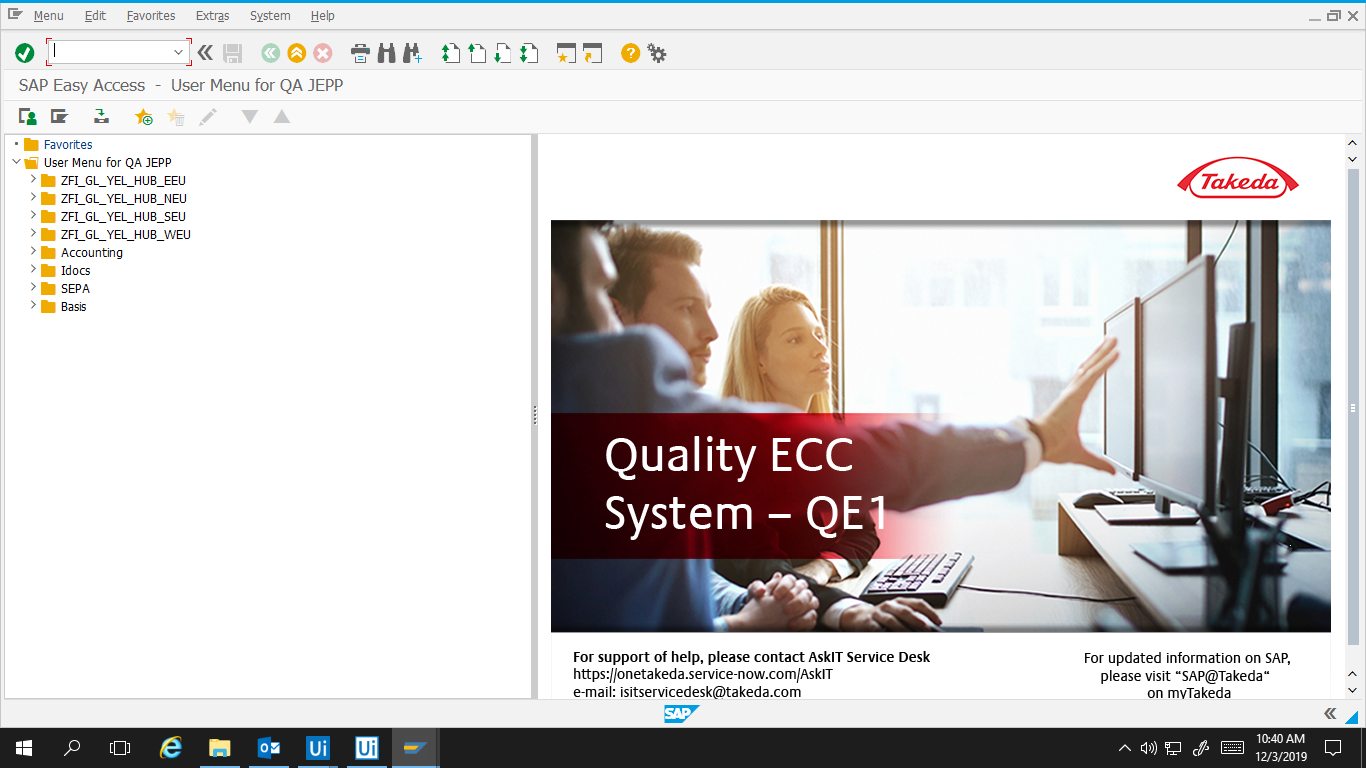 Menu Edit Favorites Extras System Help
SAP Easy Access - User Menu for QA JEPP
Favorites
User Menu for QA JEPP
ZFI_GL_YEL_HUB_EEU
ZFI_GL_YEL_HUB_NEU
ZFI_GL_YEL_HUB_SEU
ZFI_GL_YEL_HUB_WEU
Accounting
Idocs
SEPA
Basis
Takeda
Quality ECC
System – QE1
For support of help, please contact AskIT Service Desk
https://onetakeda.service-now.com/AskIT
e-mail: isitservicedesk@takeda.com
For updated information on SAP,
please visit “SAP@Takeda“
on myTakeda
SAP
Ui
Ui
10:40 AM
12/3/2019